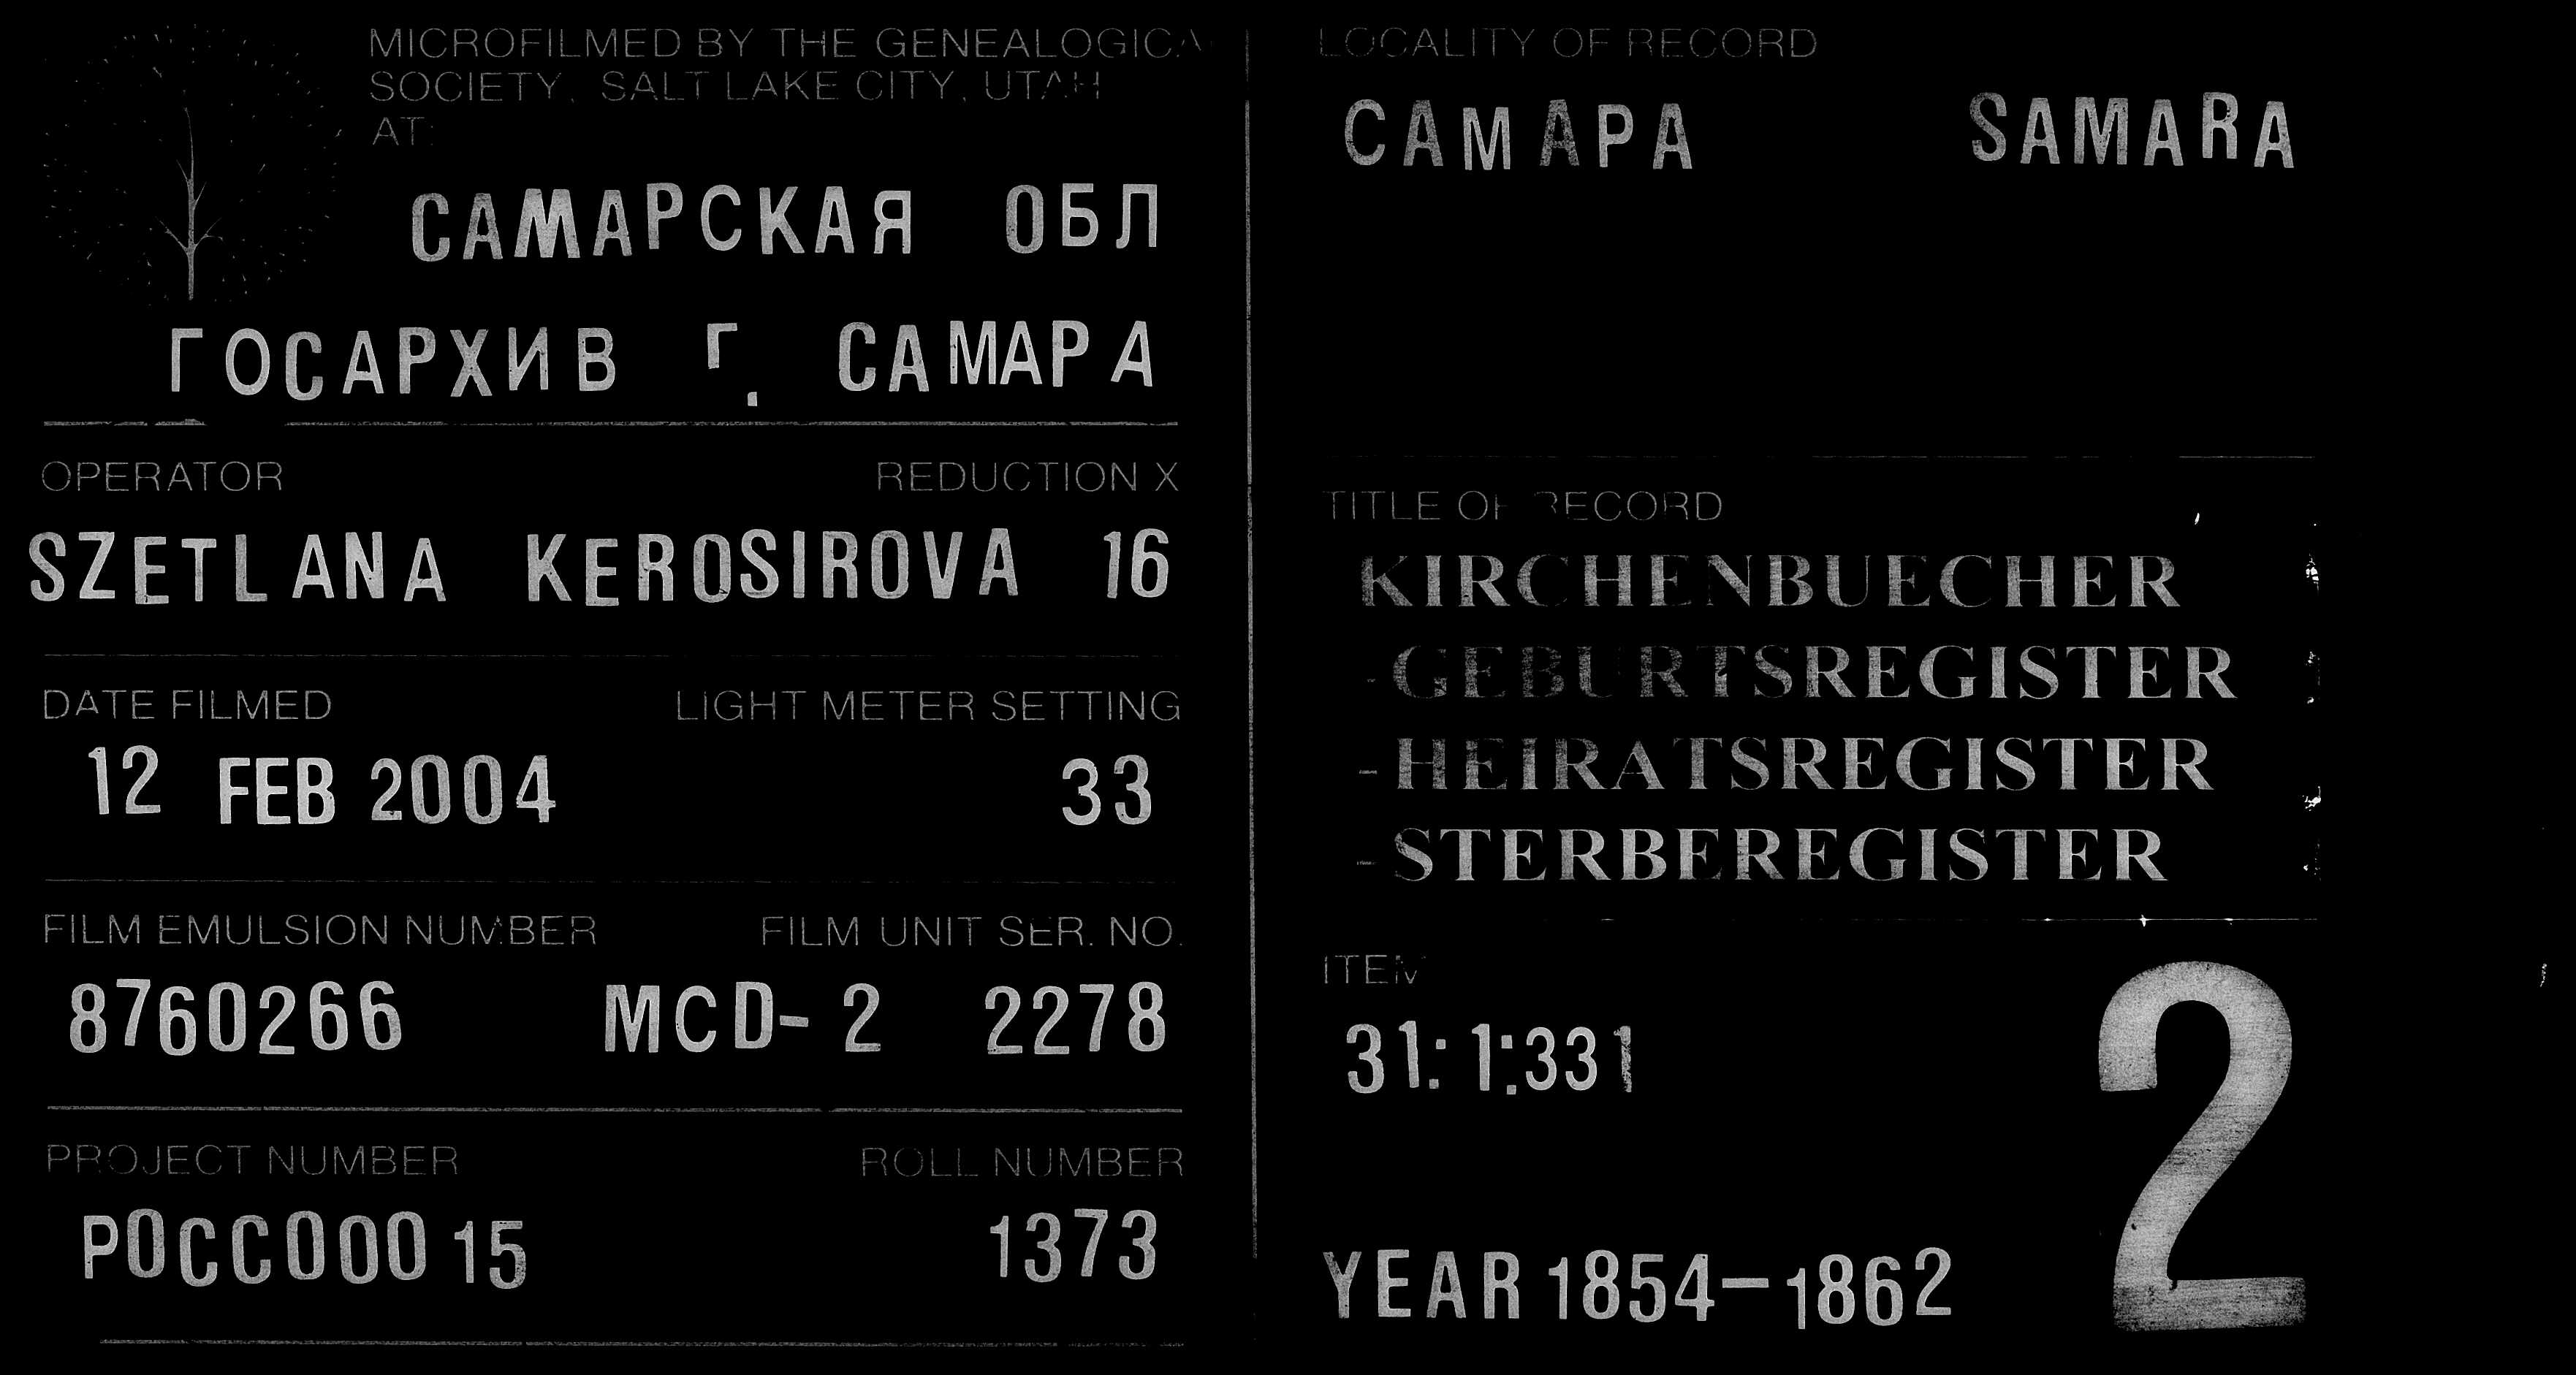 MICROFILMED BY THE GENEALOGICAL
SOCIETY, SALT LAKE CITY, UTAH
AT:
САМАРСКАЯ ОБЛ
ГОСАРХИВ г. САМАРА
OPERATOR REDUCTION X
SZETLANA KEROSIROVA 16
DATE FILMED LIGHT METER SETTING
12 FEB 2004 33
FILM EMULSION NUMBER FILM UNIT SER. NO.
8760266 MCD-2 2278
PROJECT NUMBER ROLL NUMBER
РОСС00015 1373
LOCALITY OF RECORD
САМАРА SAMARA
TITLE OF RECORD
KIRCHENBUECHER
-GEBURTSREGISTER
-HEIRATSREGISTER
-STERBEREGISTER
ITEM
31:1:331
2
YEAR 1854-1862